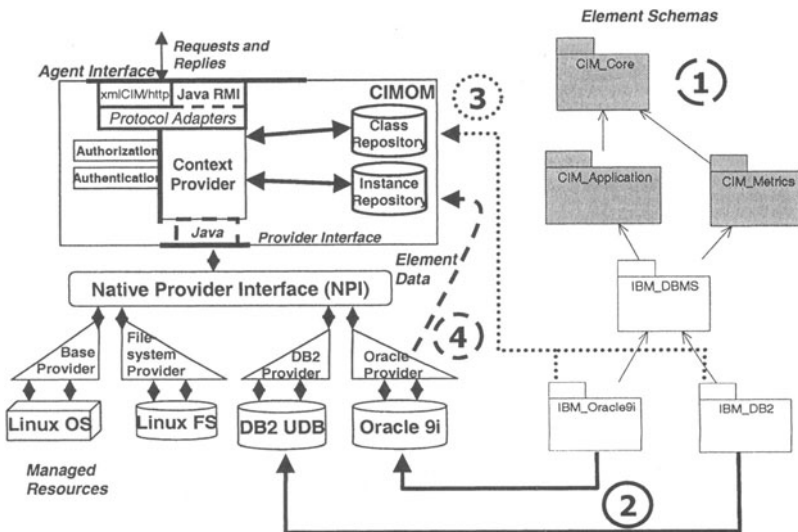 Element Schemas
Requests and
Replies
Agent Interface
CIM_Core
1
xmlCIM/http
Java RMI
CIMOM
3
Protocol Adapters
Class
Repository
Authorization
Context
Provider
Authentication
Instance
Repository
CIM_Application
CIM_Metrics
Java
Provider Interface
Element
Data
Native Provider Interface (NPI)
IBM_DBMS
4
Base
Provider
File
system
Provider
DB2
Provider
Oracle
Provider
Linux OS
Linux FS
DB2 UDB
Oracle 9i
IBM_Oracle9i
IBM_DB2
Managed
Resources
2